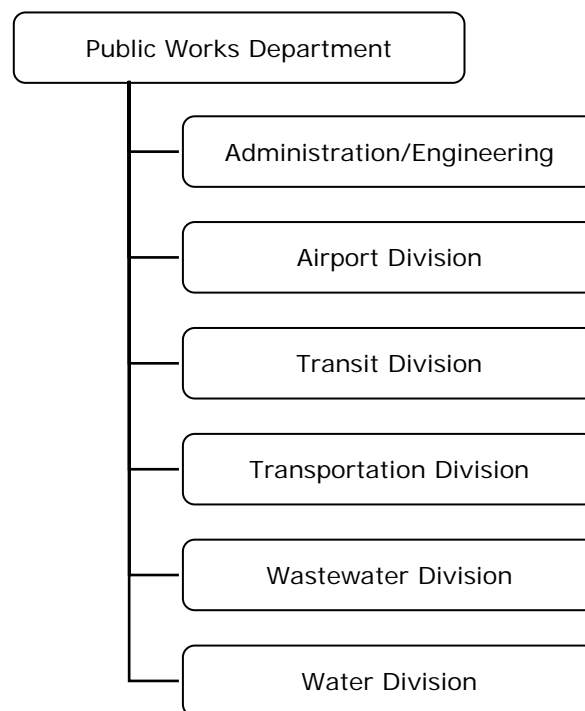 Public Works Department
Administration/Engineering
Airport Division
Transit Division
Transportation Division
Wastewater Division
Water Division